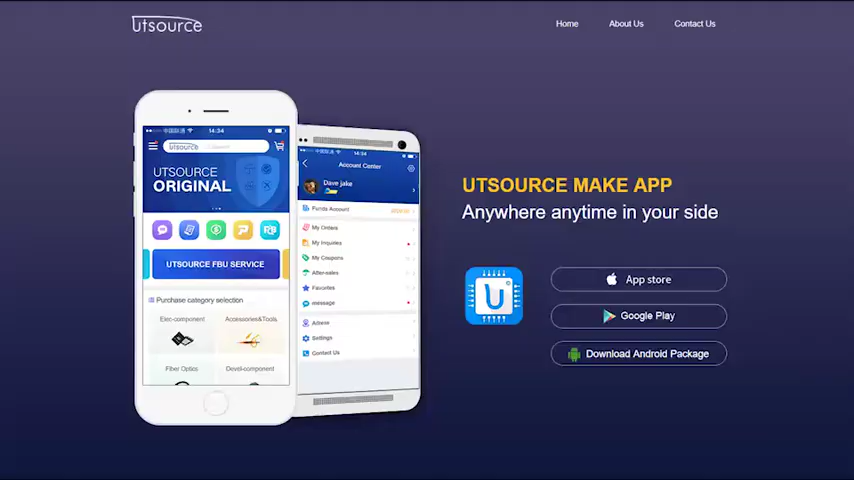 utsource
Home
About Us
Contact Us
14:34
utsource
UTSOURCE
ORIGINAL
UTSOURCE FBU SERVICE
Purchase category selection
Elec-component
Accessories&Tools
Fiber Optics
Devel-component
14:34
Account Center
Dave jake
Funds Account
My Orders
My Inquiries
My Coupons
After-sales
Favorites
message
Adress
Settings
Contact Us
UTSOURCE MAKE APP
Anywhere anytime in your side
U
App store
Google Play
Download Android Package